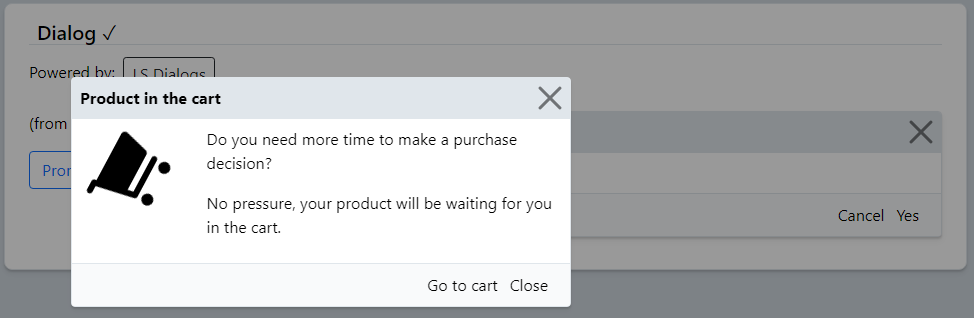 Dialog ✓
Powered by: LS Dialogs
Product in the cart
(from
Do you need more time to make a purchase
decision?
No pressure, your product will be waiting for you
in the cart.
Cancel Yes
Go to cart Close